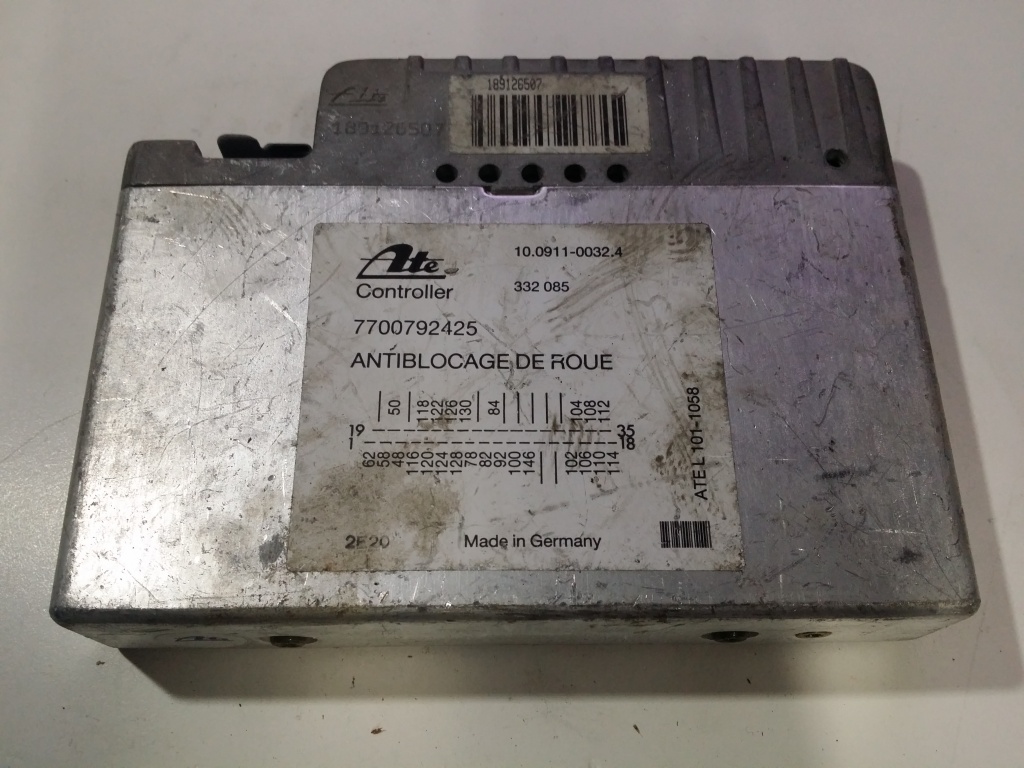 189126507
Ate
189126507
Ate
10.0911-0032.4
Controller
332 085
7700792425
ANTIBLOCAGE DE ROUE
50 118 122 126 130 84 104 108 112
19 35
1 18
62 58 48 116 120 124 128 78 82 92 100 146 102 106 110 114
ATE L 101-1058
2E20
Made in Germany
Ate